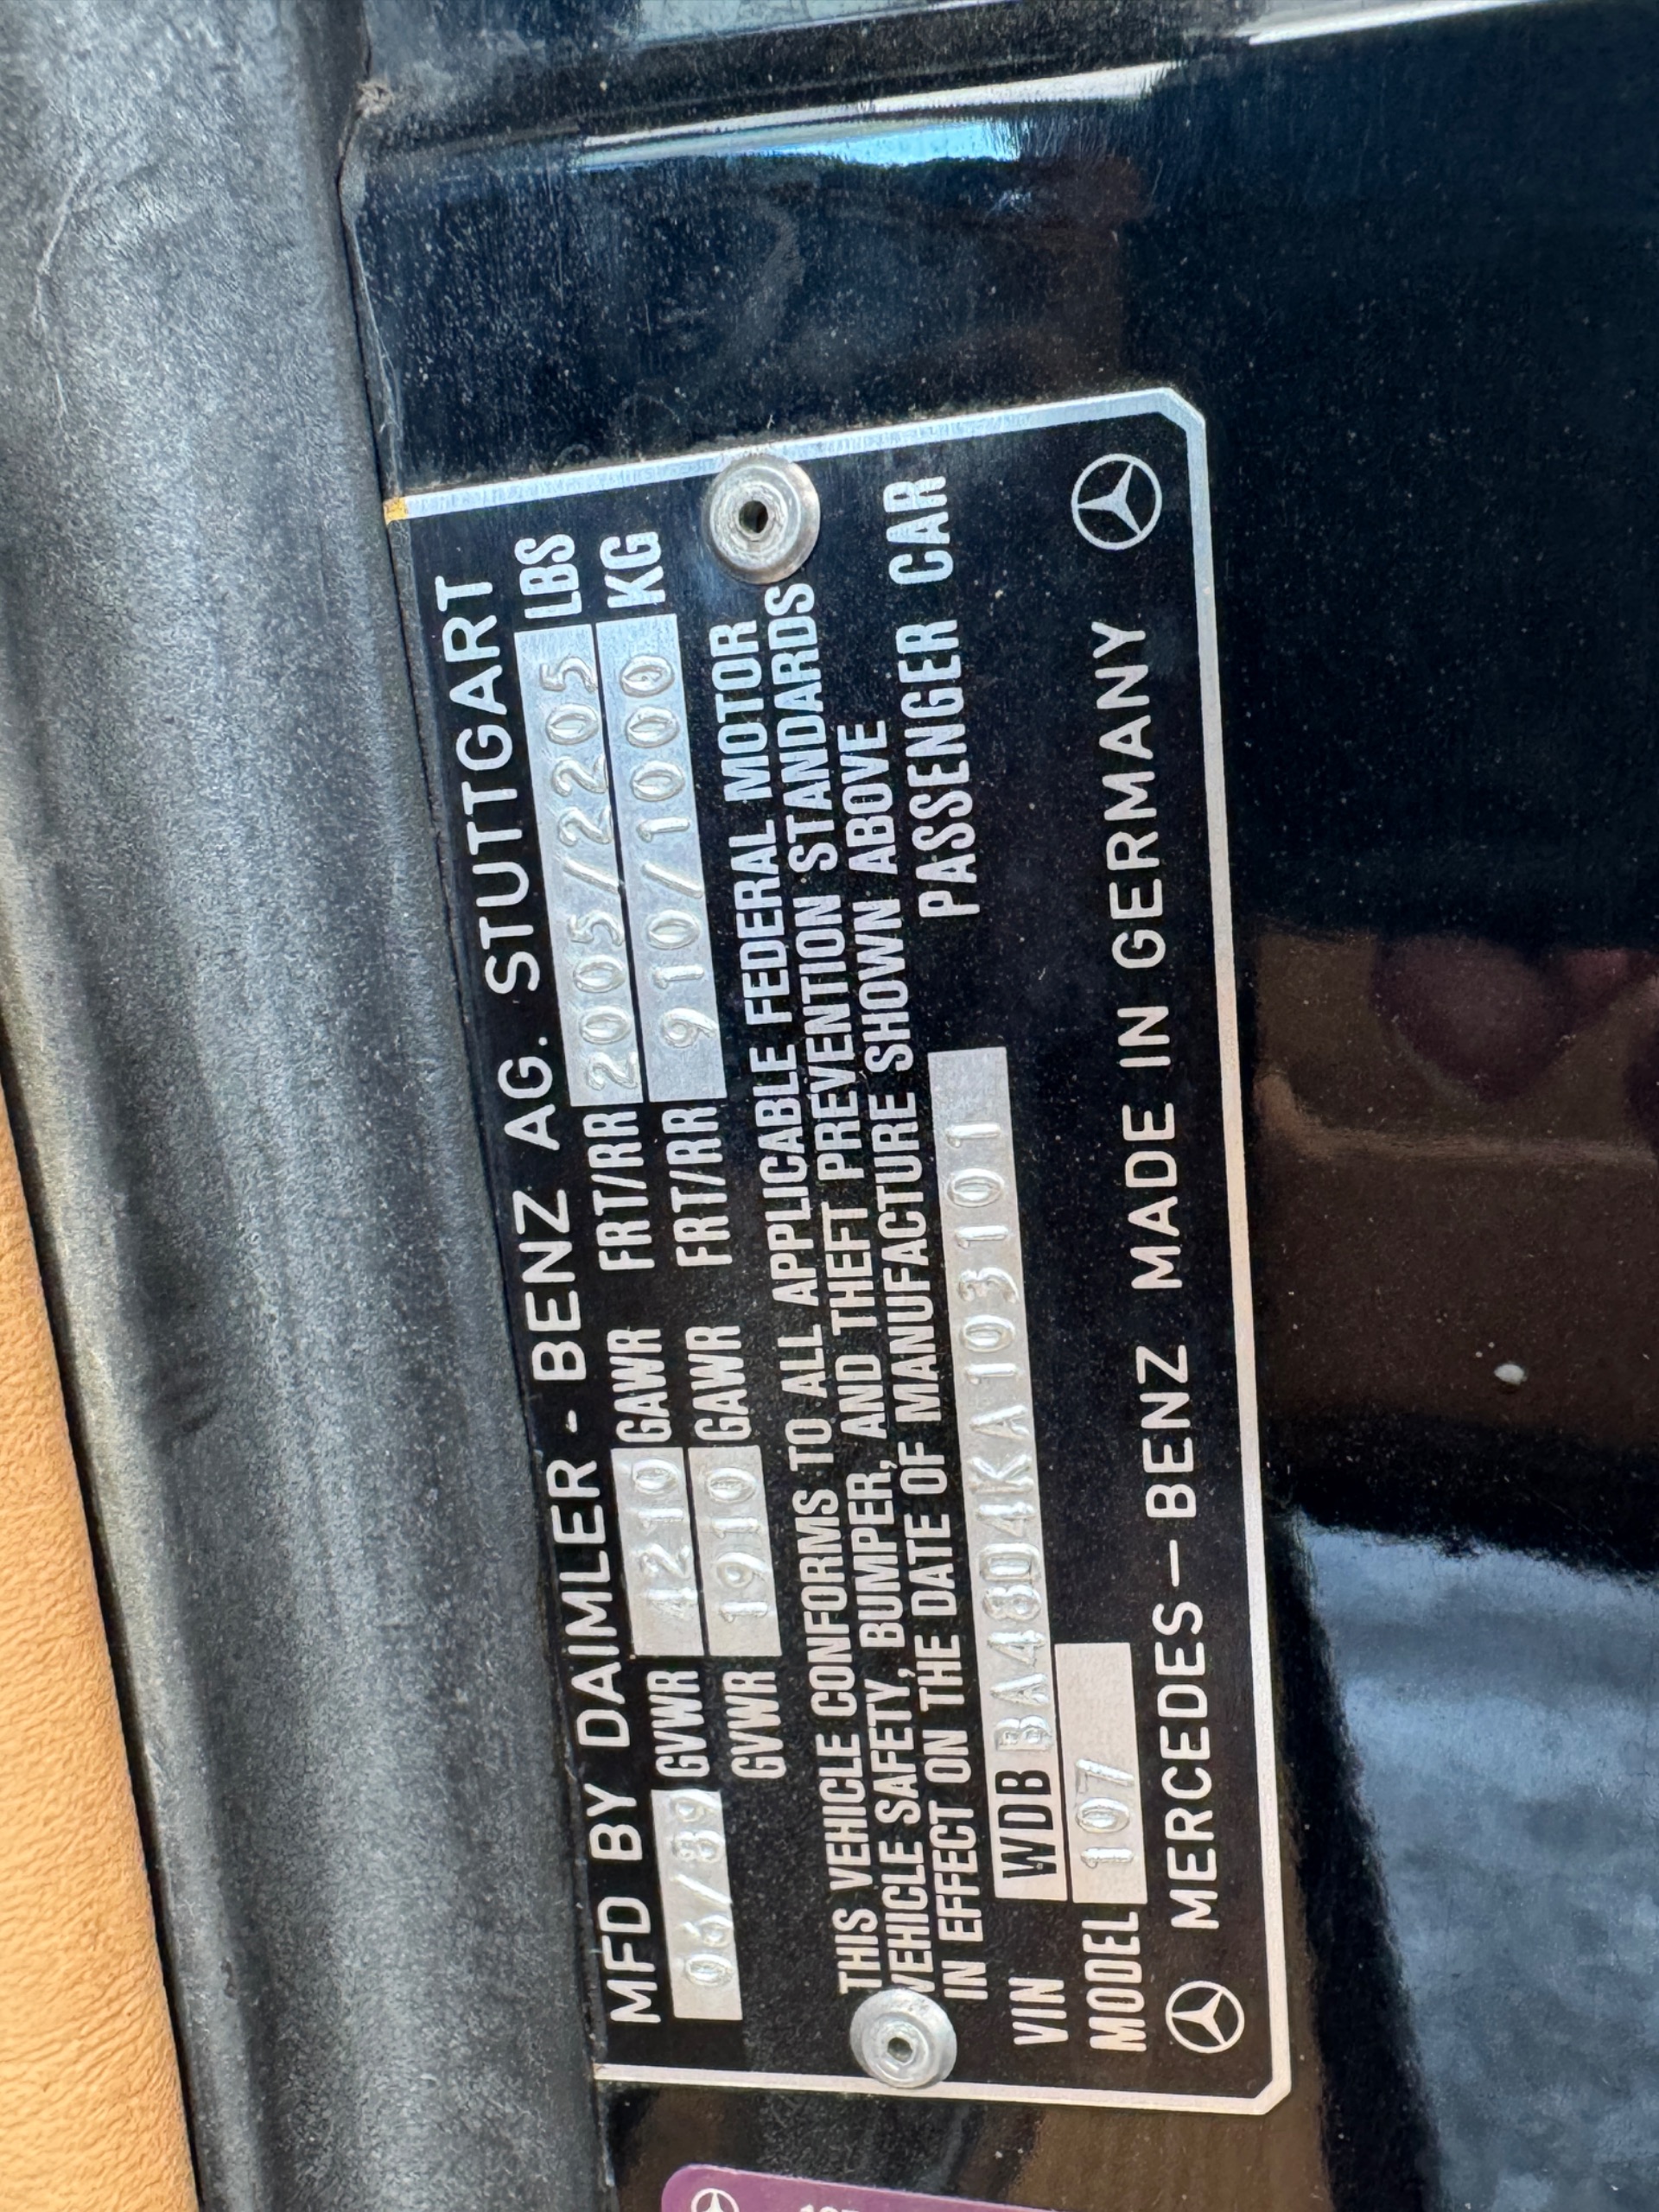 MFD BY DAIMLER - BENZ AG. STUTTGART
06/89 GVWR 4210 GAWR FRT/RR 2005/2205 LBS
GVWR 1910 GAWR FRT/RR 910/1000 KG
THIS VEHICLE CONFORMS TO ALL APPLICABLE FEDERAL MOTOR
VEHICLE SAFETY, BUMPER, AND THEFT PREVENTION STANDARDS
IN EFFECT ON THE DATE OF MANUFACTURE SHOWN ABOVE
VIN WDB BA48D4KA103101 PASSENGER CAR
MODEL 107
MERCEDES-BENZ MADE IN GERMANY